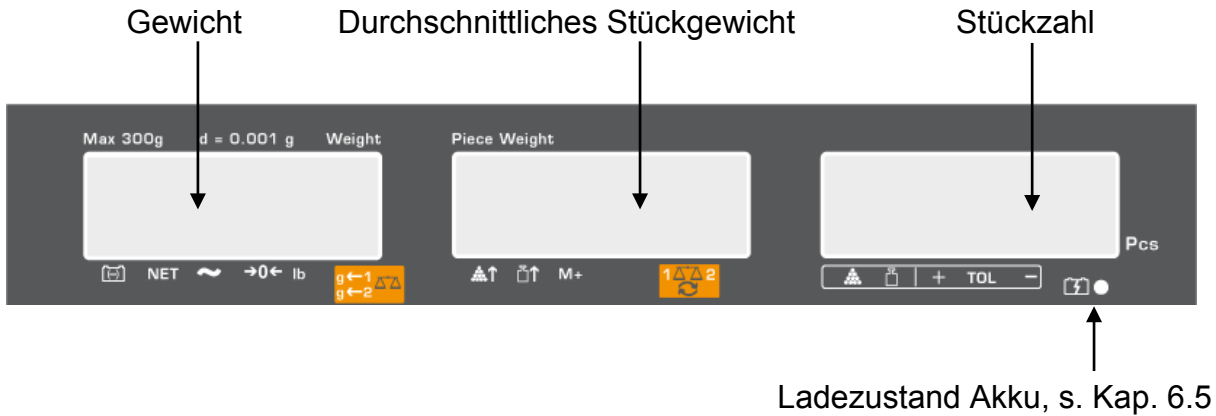 Gewicht Durchschnittliches Stückgewicht Stückzahl
Max 300g d = 0.001 g Weight Piece Weight
Pcs
NET →0← lb g←1 g←2 M+ 1 2 + TOL −
Ladezustand Akku, s. Kap. 6.5